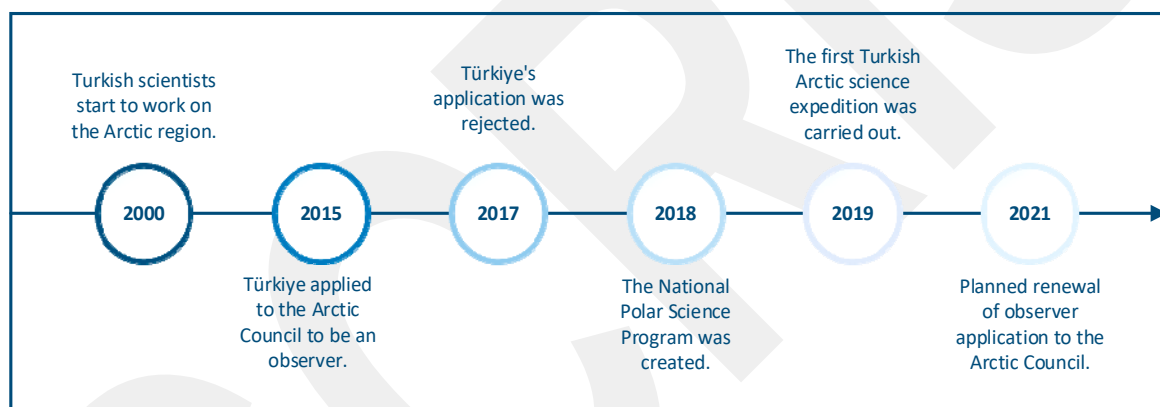 Turkish scientists
start to work on
the Arctic region.
2000
2015
Türkiye applied
to the Arctic
Council to be an
observer.
Türkiye's
application was
rejected.
2017
2018
The National
Polar Science
Program was
created.
The first Turkish
Arctic science
expedition was
carried out.
2019
2021
Planned renewal
of observer
application to the
Arctic Council.